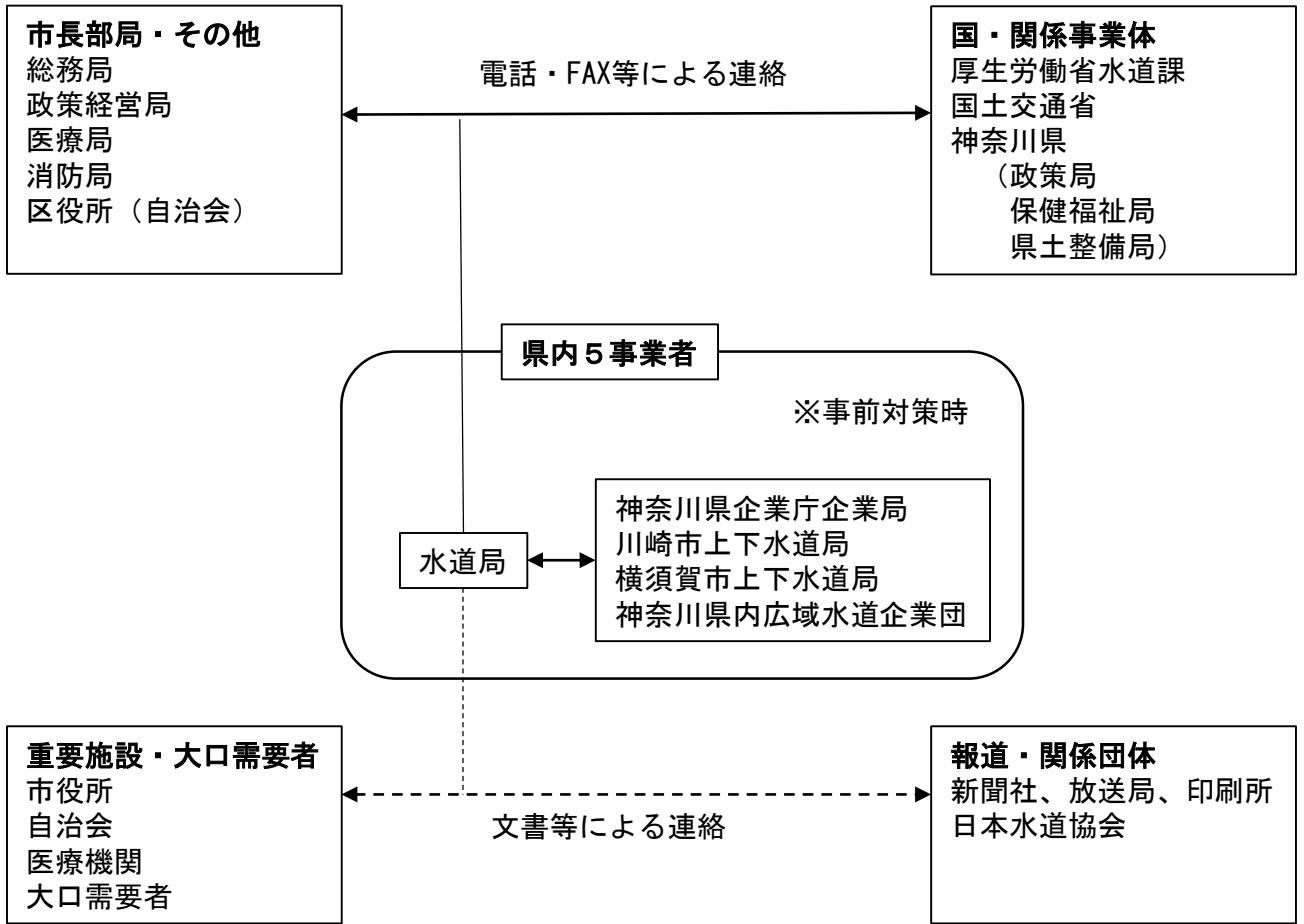 市長部局・その他
総務局
政策経営局
医療局
消防局
区役所（自治会）
電話・FAX等による連絡
国・関係事業体
厚生労働省水道課
国土交通省
神奈川県
（政策局
保健福祉局
県土整備局）
県内５事業者
※事前対策時
水道局
神奈川県企業庁企業局
川崎市上下水道局
横須賀市上下水道局
神奈川県内広域水道企業団
重要施設・大口需要者
市役所
自治会
医療機関
大口需要者
文書等による連絡
報道・関係団体
新聞社、放送局、印刷所
日本水道協会